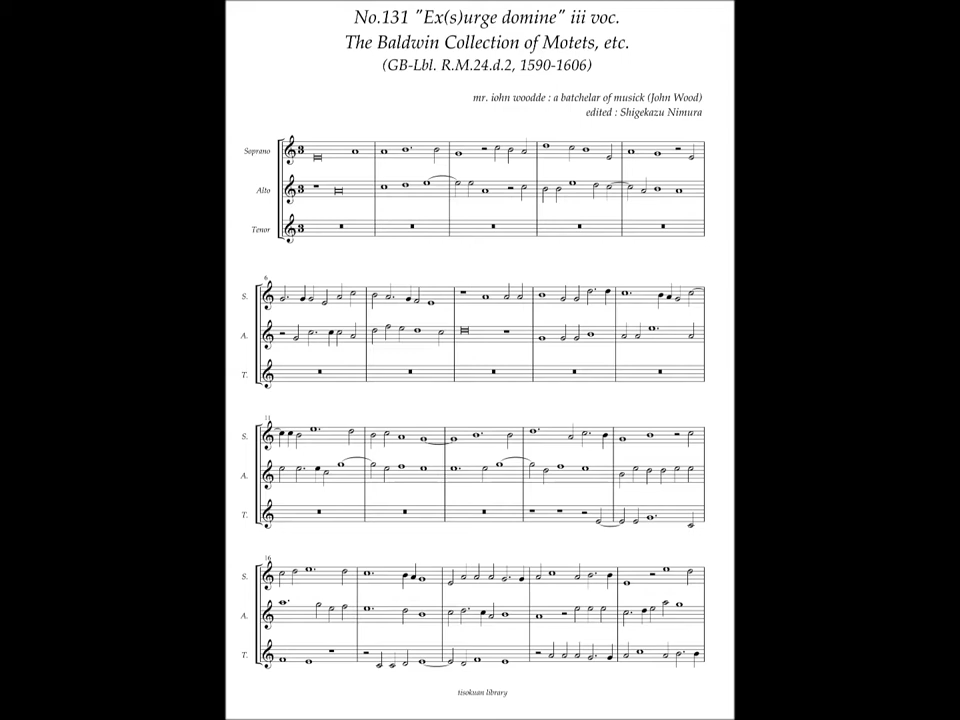 No.131 "Ex(s)urge domine" iii voc.
The Baldwin Collection of Motets, etc.
(GB-Lbl. R.M.24.d.2, 1590-1606)
mr. iohn woodde : a batchelar of musick (John Wood)
edited : Shigekazu Nimura
Soprano
Alto
Tenor
6
S.
A.
T.
11
S.
A.
T.
16
S.
A.
T.
tisokuan library